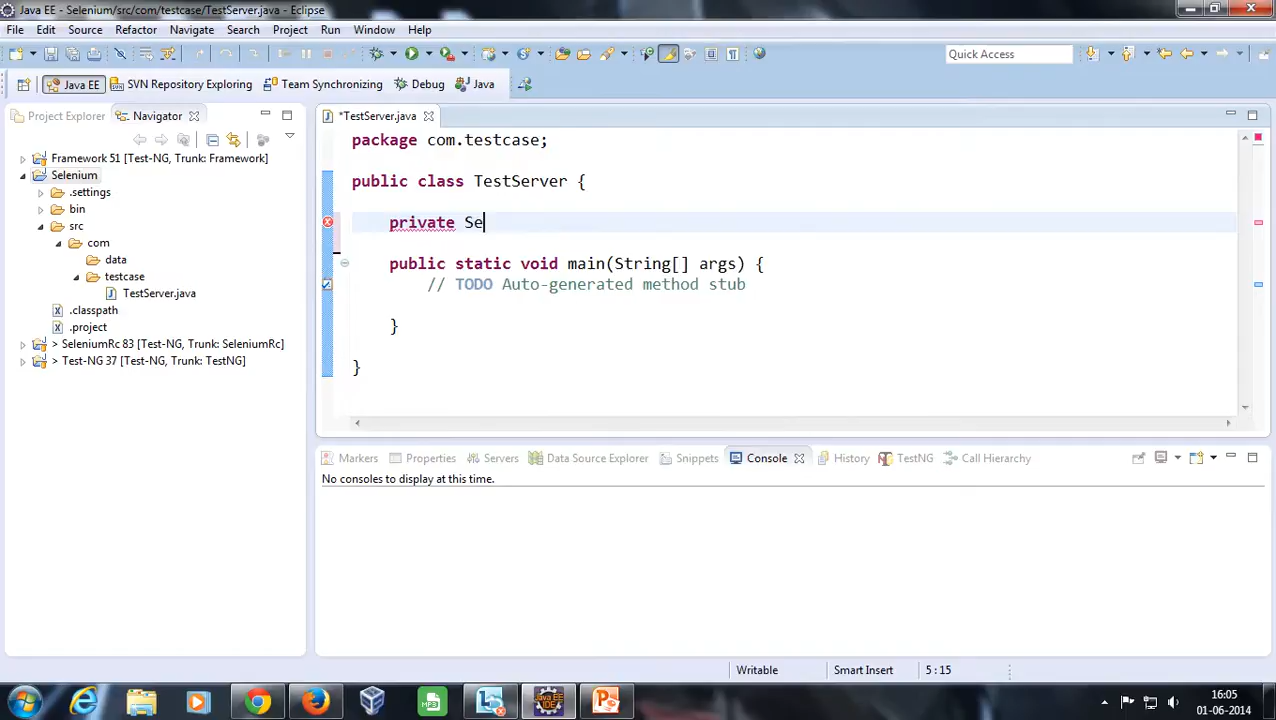 Java EE - Selenium/src/com/testcase/TestServer.java - Eclipse
File Edit Source Refactor Navigate Search Project Run Window Help
Quick Access
Java EE SVN Repository Exploring Team Synchronizing Debug Java
Project Explorer Navigator
Framework 51 [Test-NG, Trunk: Framework]
Selenium
.settings
bin
src
com
data
testcase
TestServer.java
.classpath
.project
> SeleniumRc 83 [Test-NG, Trunk: SeleniumRc]
> Test-NG 37 [Test-NG, Trunk: TestNG]
*TestServer.java
package com.testcase;
public class TestServer {
private Se
public static void main(String[] args) {
// TODO Auto-generated method stub
}
}
Markers Properties Servers Data Source Explorer Snippets Console History TestNG Call Hierarchy
No consoles to display at this time.
Writable Smart Insert 5 : 15
MP3
Java EE
IDE
16:05
01-06-2014